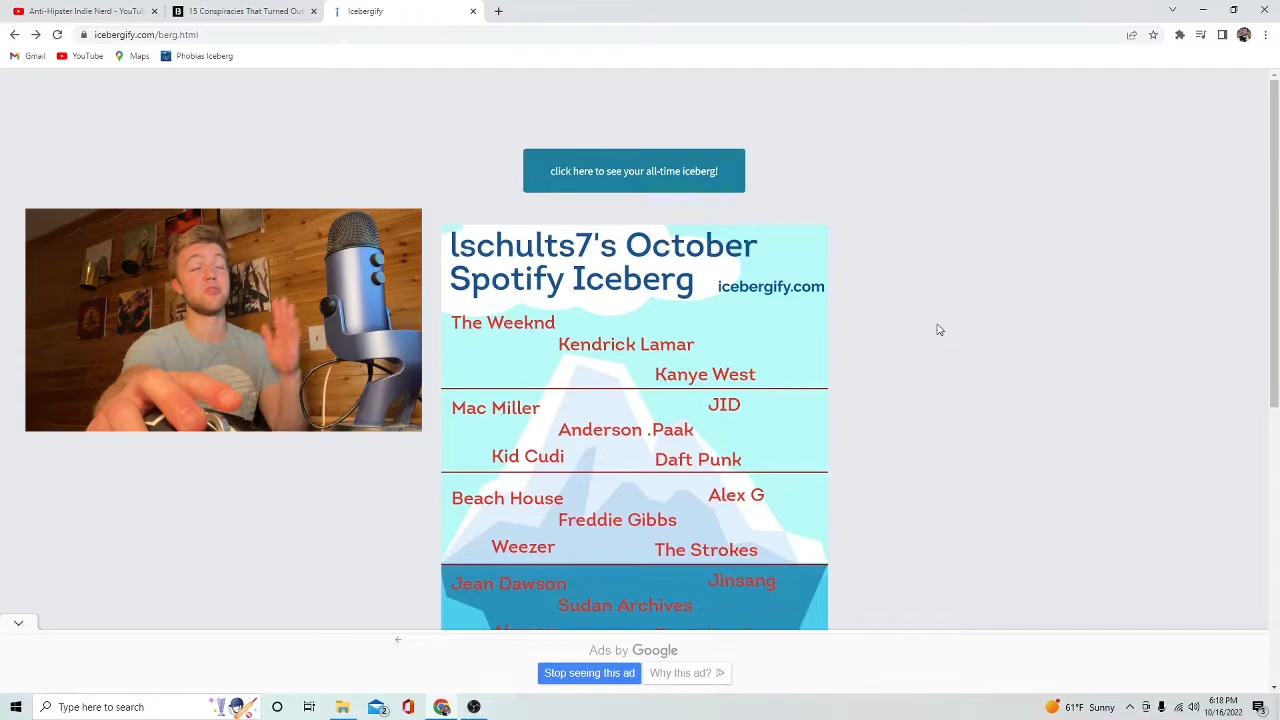 Anti-Hipster Indie Nerd - YouTu
15 Conspiracies That Turned Out
Icebergify
icebergify.com/berg.html
Gmail
YouTube
Maps
Phobias Iceberg
click here to see your all-time iceberg!
lschults7's October
Spotify Iceberg
icebergify.com
The Weeknd
Kendrick Lamar
Kanye West
Mac Miller
JID
Anderson .Paak
Kid Cudi
Daft Punk
Beach House
Alex G
Freddie Gibbs
Weezer
The Strokes
Jean Dawson
Jinsang
Sudan Archives
Ads by Google
Stop seeing this ad
Why this ad?
Type here to search
61°F Sunny
6:18 PM
10/16/2022